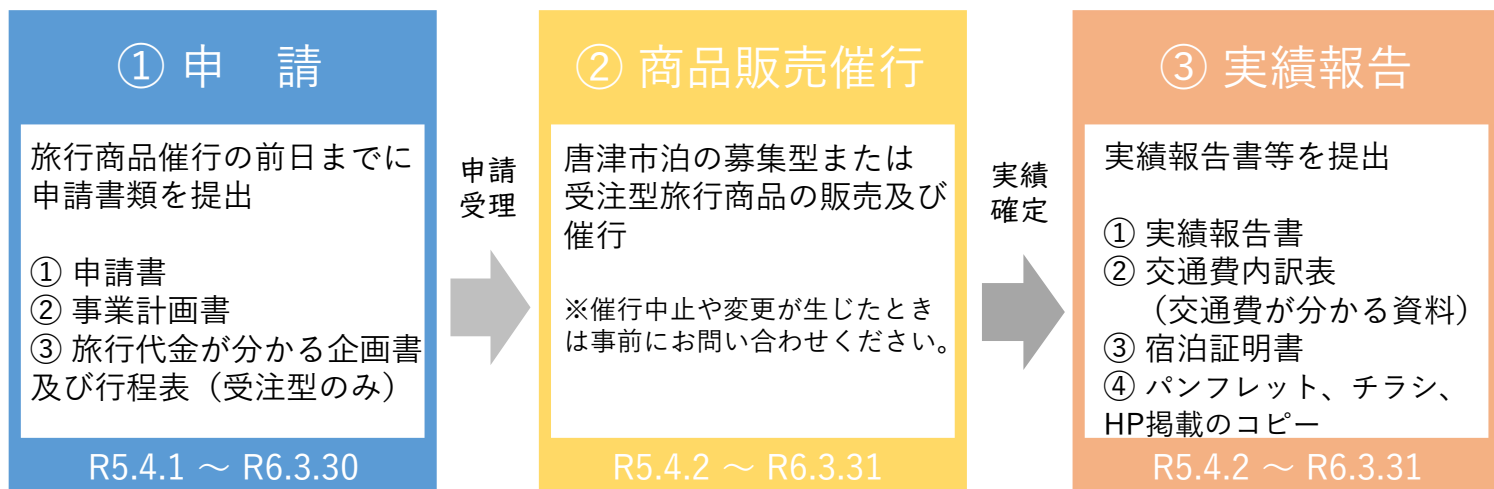 ① 申　請
旅行商品催行の前日までに
申請書類を提出
① 申請書
② 事業計画書
③ 旅行代金が分かる企画書
及び行程表（受注型のみ）
R5.4.1 ～ R6.3.30
申請
受理
② 商品販売催行
唐津市泊の募集型または
受注型旅行商品の販売及び
催行
※催行中止や変更が生じたとき
は事前にお問い合わせください。
R5.4.2 ～ R6.3.31
実績
確定
③ 実績報告
実績報告書等を提出
① 実績報告書
② 交通費内訳表
（交通費が分かる資料）
③ 宿泊証明書
④ パンフレット、チラシ、
HP掲載のコピー
R5.4.2 ～ R6.3.31